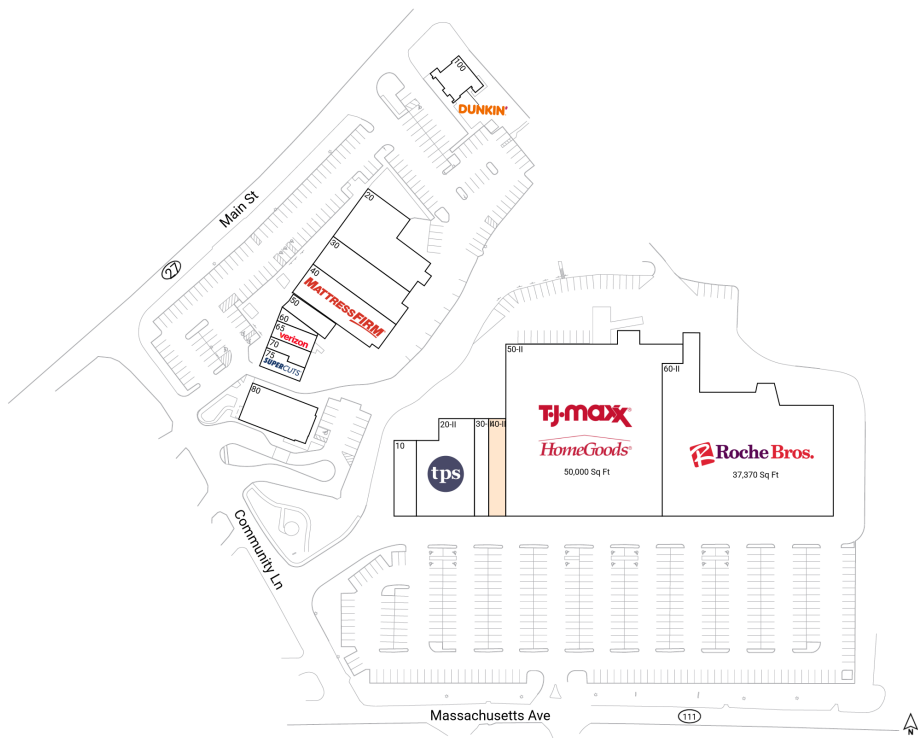 100
DUNKIN'
Main St
27
20
30
40
MATTRESSFIRM
50
60
65
verizon
70
75
SUPERCUTS
80
50-II
60-II
T·J·maxx
HomeGoods®
50,000 Sq Ft
Roche Bros.
37,370 Sq Ft
10
20-II
30-II
40-II
tps
Community Ln
Massachusetts Ave
111
N